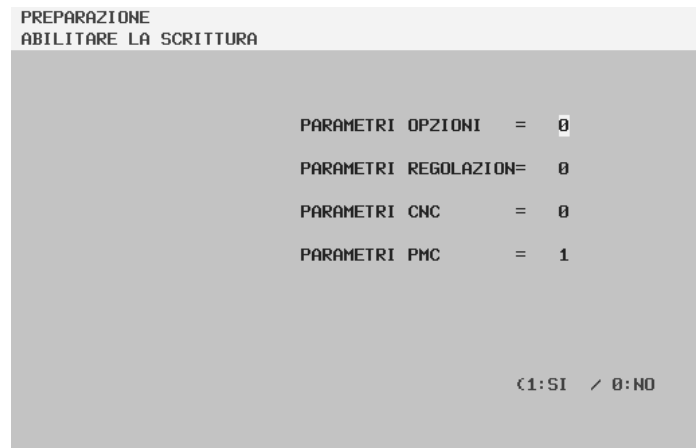 PREPARAZIONE
ABILITARE LA SCRITTURA
PARAMETRI OPZIONI = 0
PARAMETRI REGOLAZION= 0
PARAMETRI CNC = 0
PARAMETRI PMC = 1
(1:SI / 0:NO